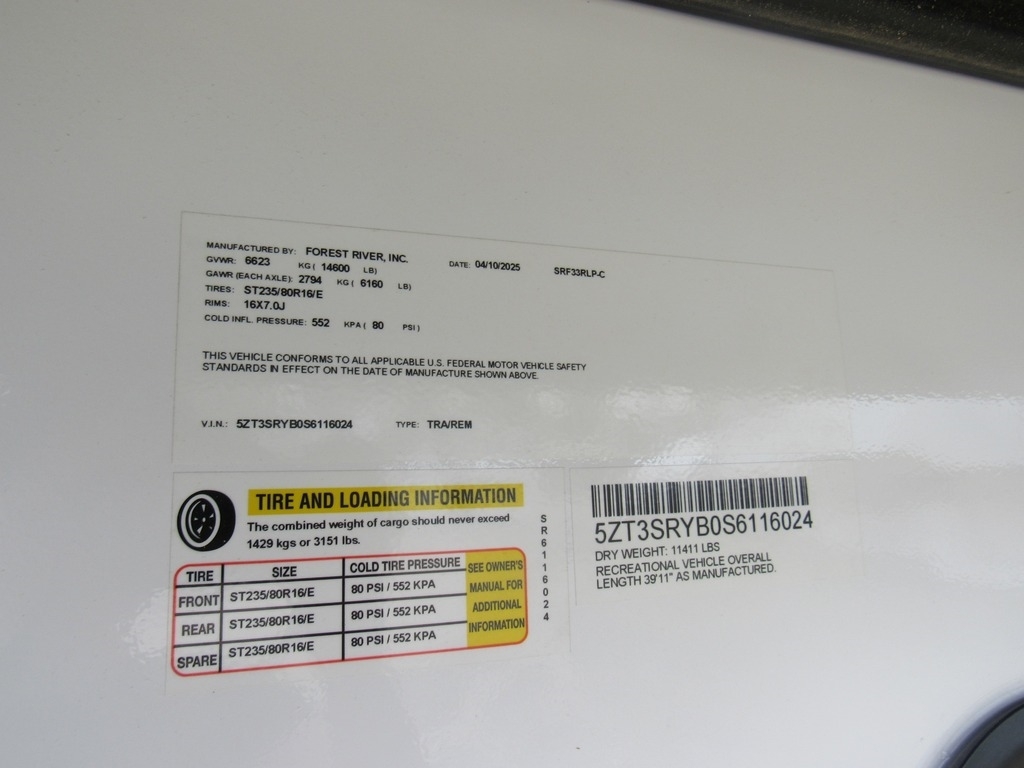 MANUFACTURED BY: FOREST RIVER, INC. DATE: 04/10/2025 SRF33RLP-C
GVWR: 6623 KG ( 14600 LB)
GAWR (EACH AXLE): 2794 KG ( 6160 LB)
TIRES: ST235/80R16/E
RIMS: 16X7.0J
COLD INFL. PRESSURE: 552 KPA ( 80 PSI )
THIS VEHICLE CONFORMS TO ALL APPLICABLE U.S. FEDERAL MOTOR VEHICLE SAFETY
STANDARDS IN EFFECT ON THE DATE OF MANUFACTURE SHOWN ABOVE.
V.I.N.: 5ZT3SRYB0S6116024 TYPE: TRA/REM
TIRE AND LOADING INFORMATION
The combined weight of cargo should never exceed
1429 kgs or 3151 lbs.
TIRE SIZE COLD TIRE PRESSURE
FRONT ST235/80R16/E 80 PSI / 552 KPA
REAR ST235/80R16/E 80 PSI / 552 KPA
SPARE ST235/80R16/E 80 PSI / 552 KPA
SEE OWNER'S
MANUAL FOR
ADDITIONAL
INFORMATION
SR6116024
5ZT3SRYB0S6116024
DRY WEIGHT: 11411 LBS
RECREATIONAL VEHICLE OVERALL
LENGTH 39'11" AS MANUFACTURED.